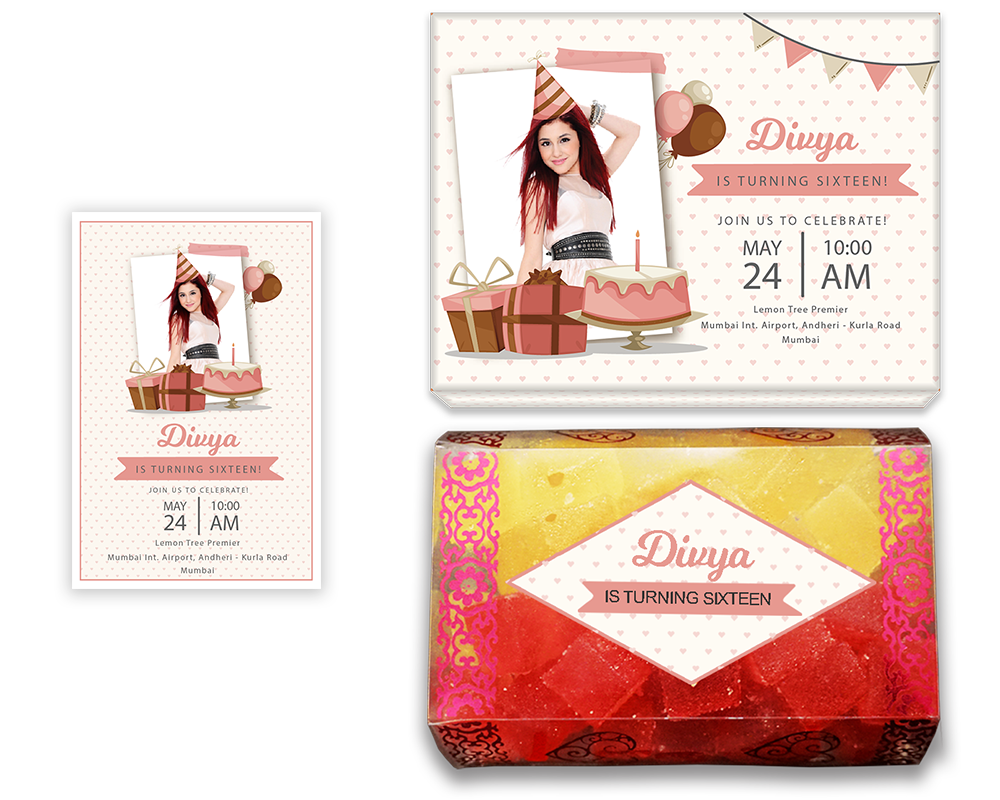 Divya
IS TURNING SIXTEEN!
JOIN US TO CELEBRATE!
MAY 10:00
24 AM
Lemon Tree Premier
Mumbai Int. Airport, Andheri - Kurla Road
Mumbai
Divya
IS TURNING SIXTEEN!
JOIN US TO CELEBRATE!
MAY 10:00
24 AM
Lemon Tree Premier
Mumbai Int. Airport, Andheri - Kurla Road
Mumbai
Divya
IS TURNING SIXTEEN